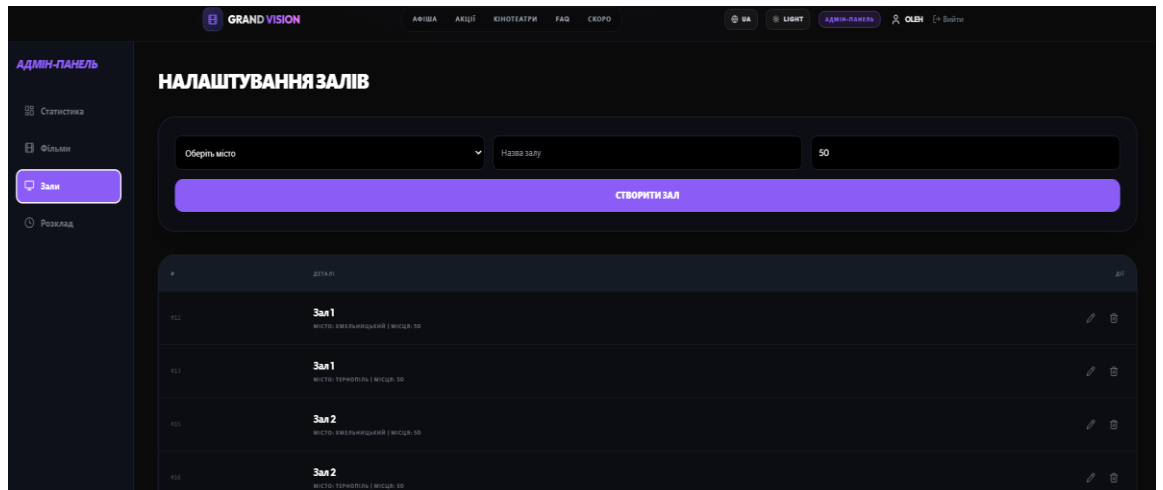 GRAND VISION АФІША АКЦІЇ КІНОТЕАТРИ FAQ СКОРО UA LIGHT АДМІН-ПАНЕЛЬ OLEH Вийти
АДМІН-ПАНЕЛЬ
Статистика
Фільми
Зали
Розклад
НАЛАШТУВАННЯ ЗАЛІВ
Оберіть місто Назва залу 50
СТВОРИТИ ЗАЛ
# ДЕТАЛІ ДІЇ
#12 Зал 1
МІСТО: ХМЕЛЬНИЦЬКИЙ | МІСЦЯ: 50
#13 Зал 1
МІСТО: ТЕРНОПІЛЬ | МІСЦЯ: 50
#15 Зал 2
МІСТО: ХМЕЛЬНИЦЬКИЙ | МІСЦЯ: 50
#16 Зал 2
МІСТО: ТЕРНОПІЛЬ | МІСЦЯ: 50